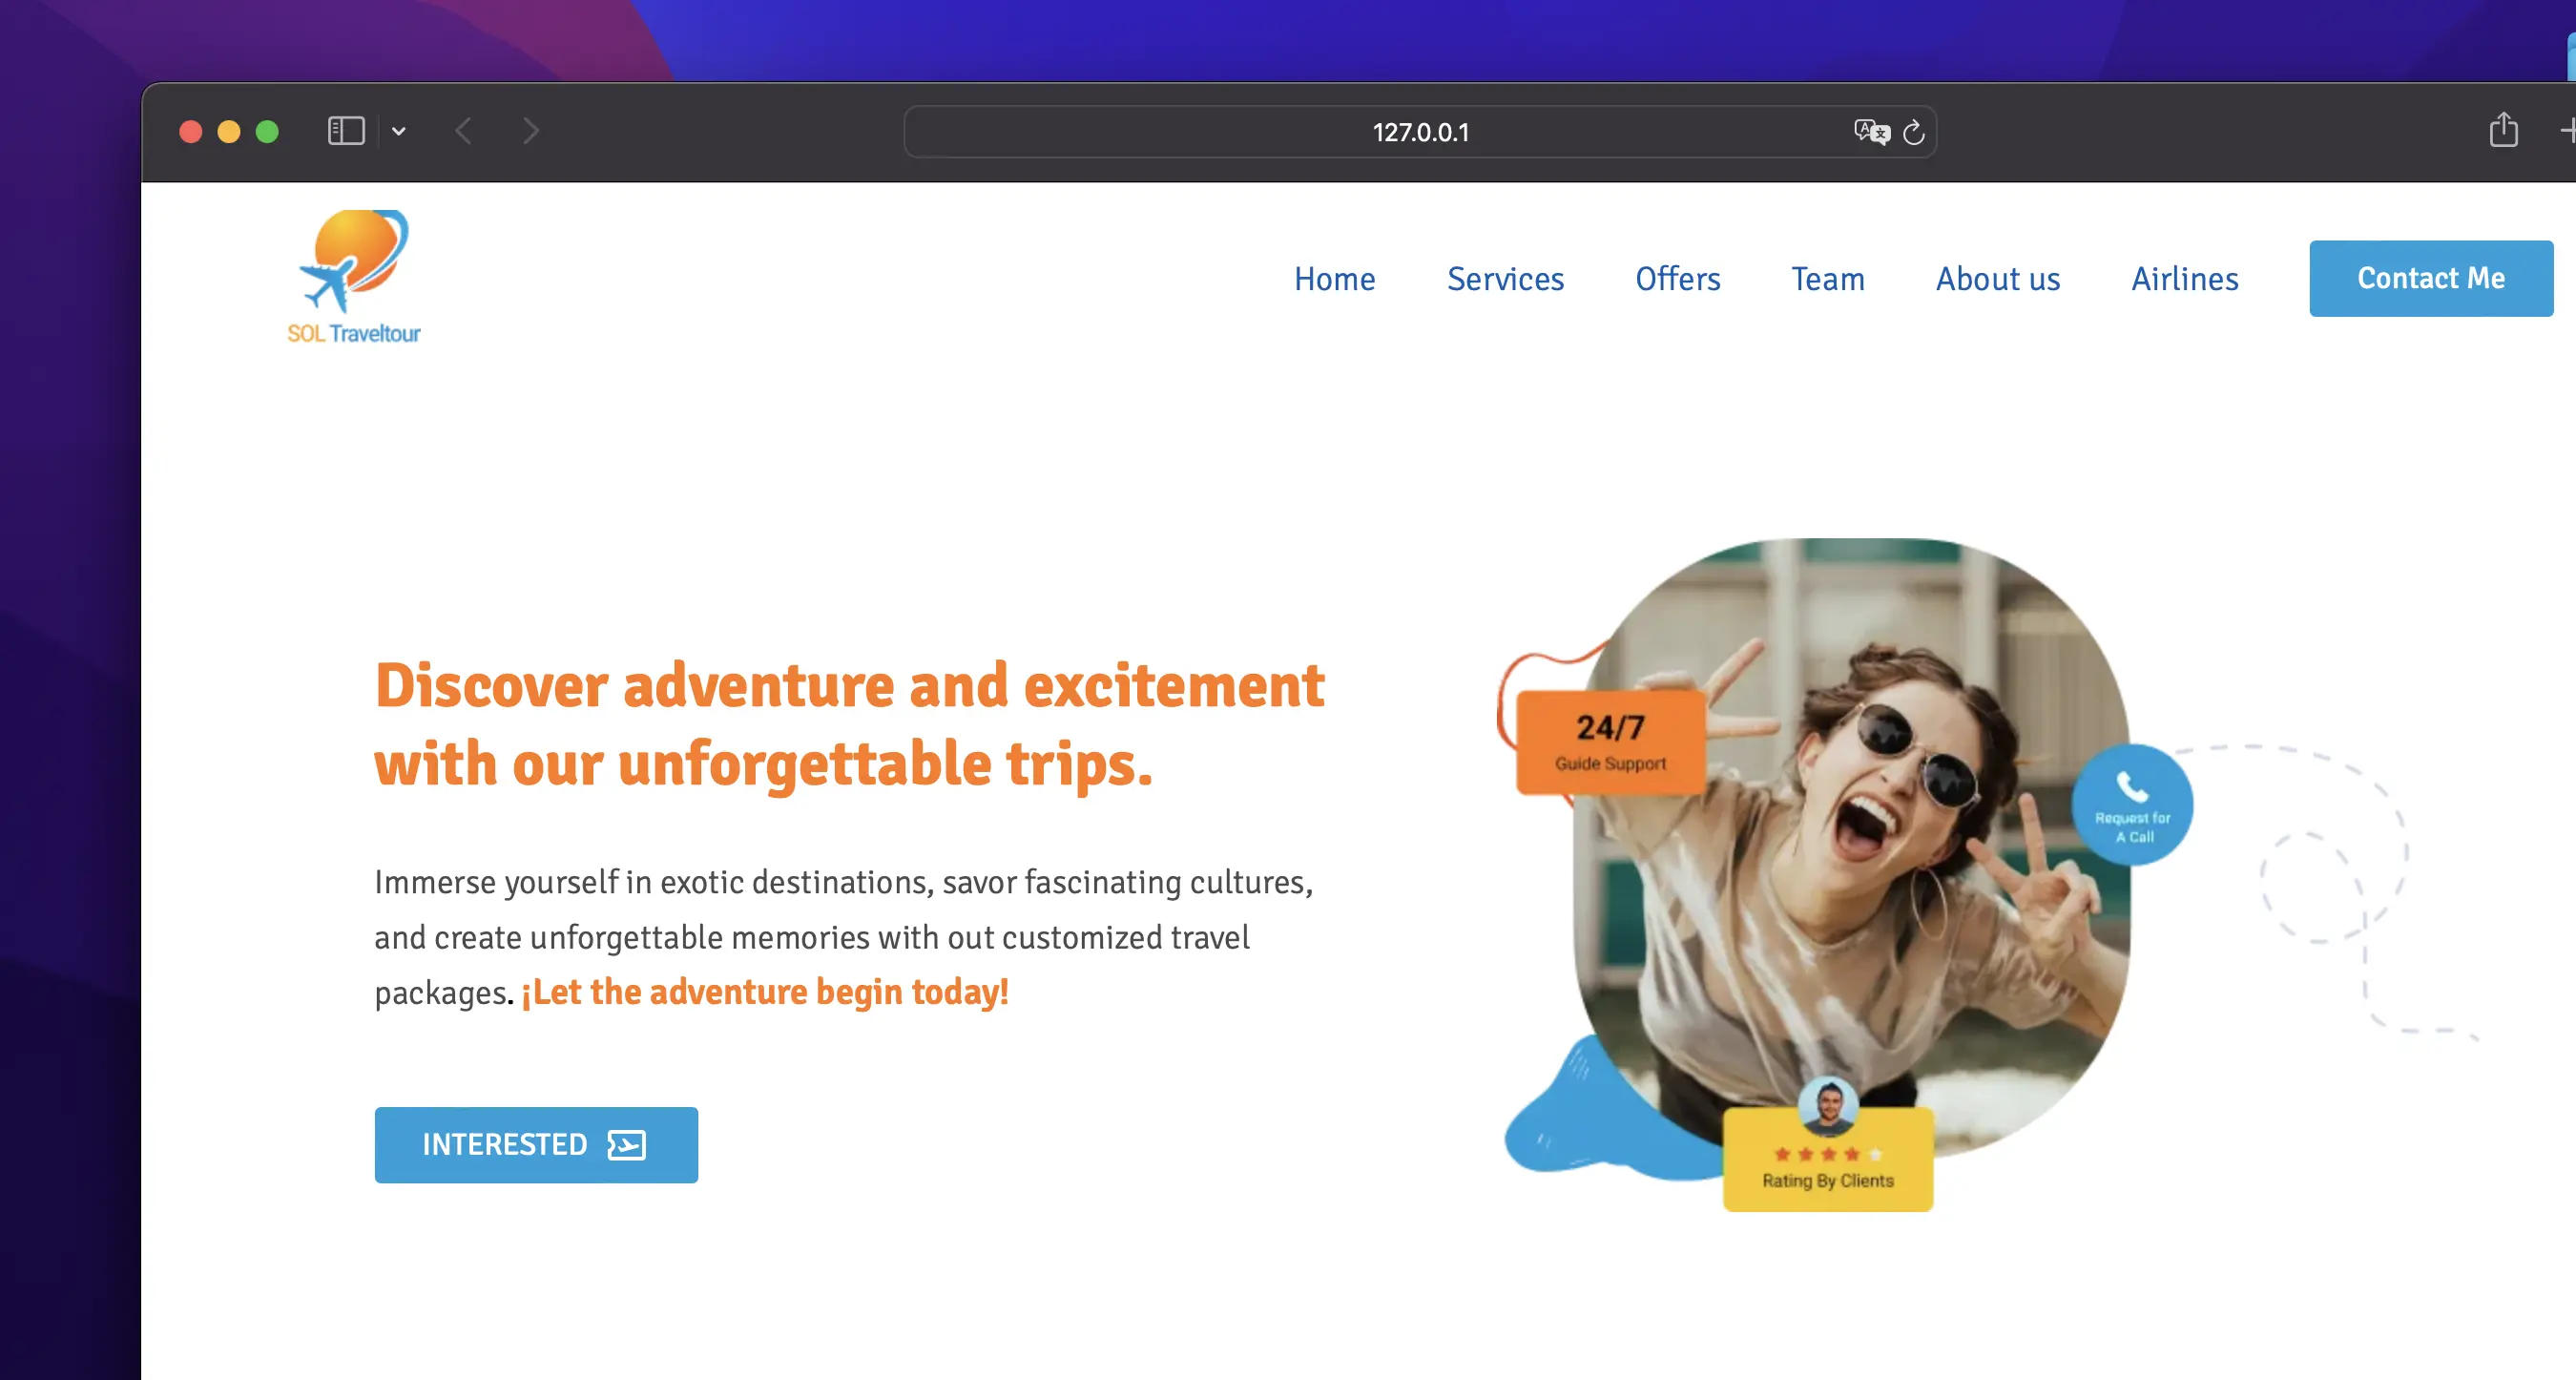 127.0.0.1
SOL Traveltour
Home Services Offers Team About us Airlines Contact Me
Discover adventure and excitement
with our unforgettable trips.
Immerse yourself in exotic destinations, savor fascinating cultures,
and create unforgettable memories with out customized travel
packages. ¡Let the adventure begin today!
INTERESTED
24/7
Guide Support
Request for
A Call
Rating By Clients